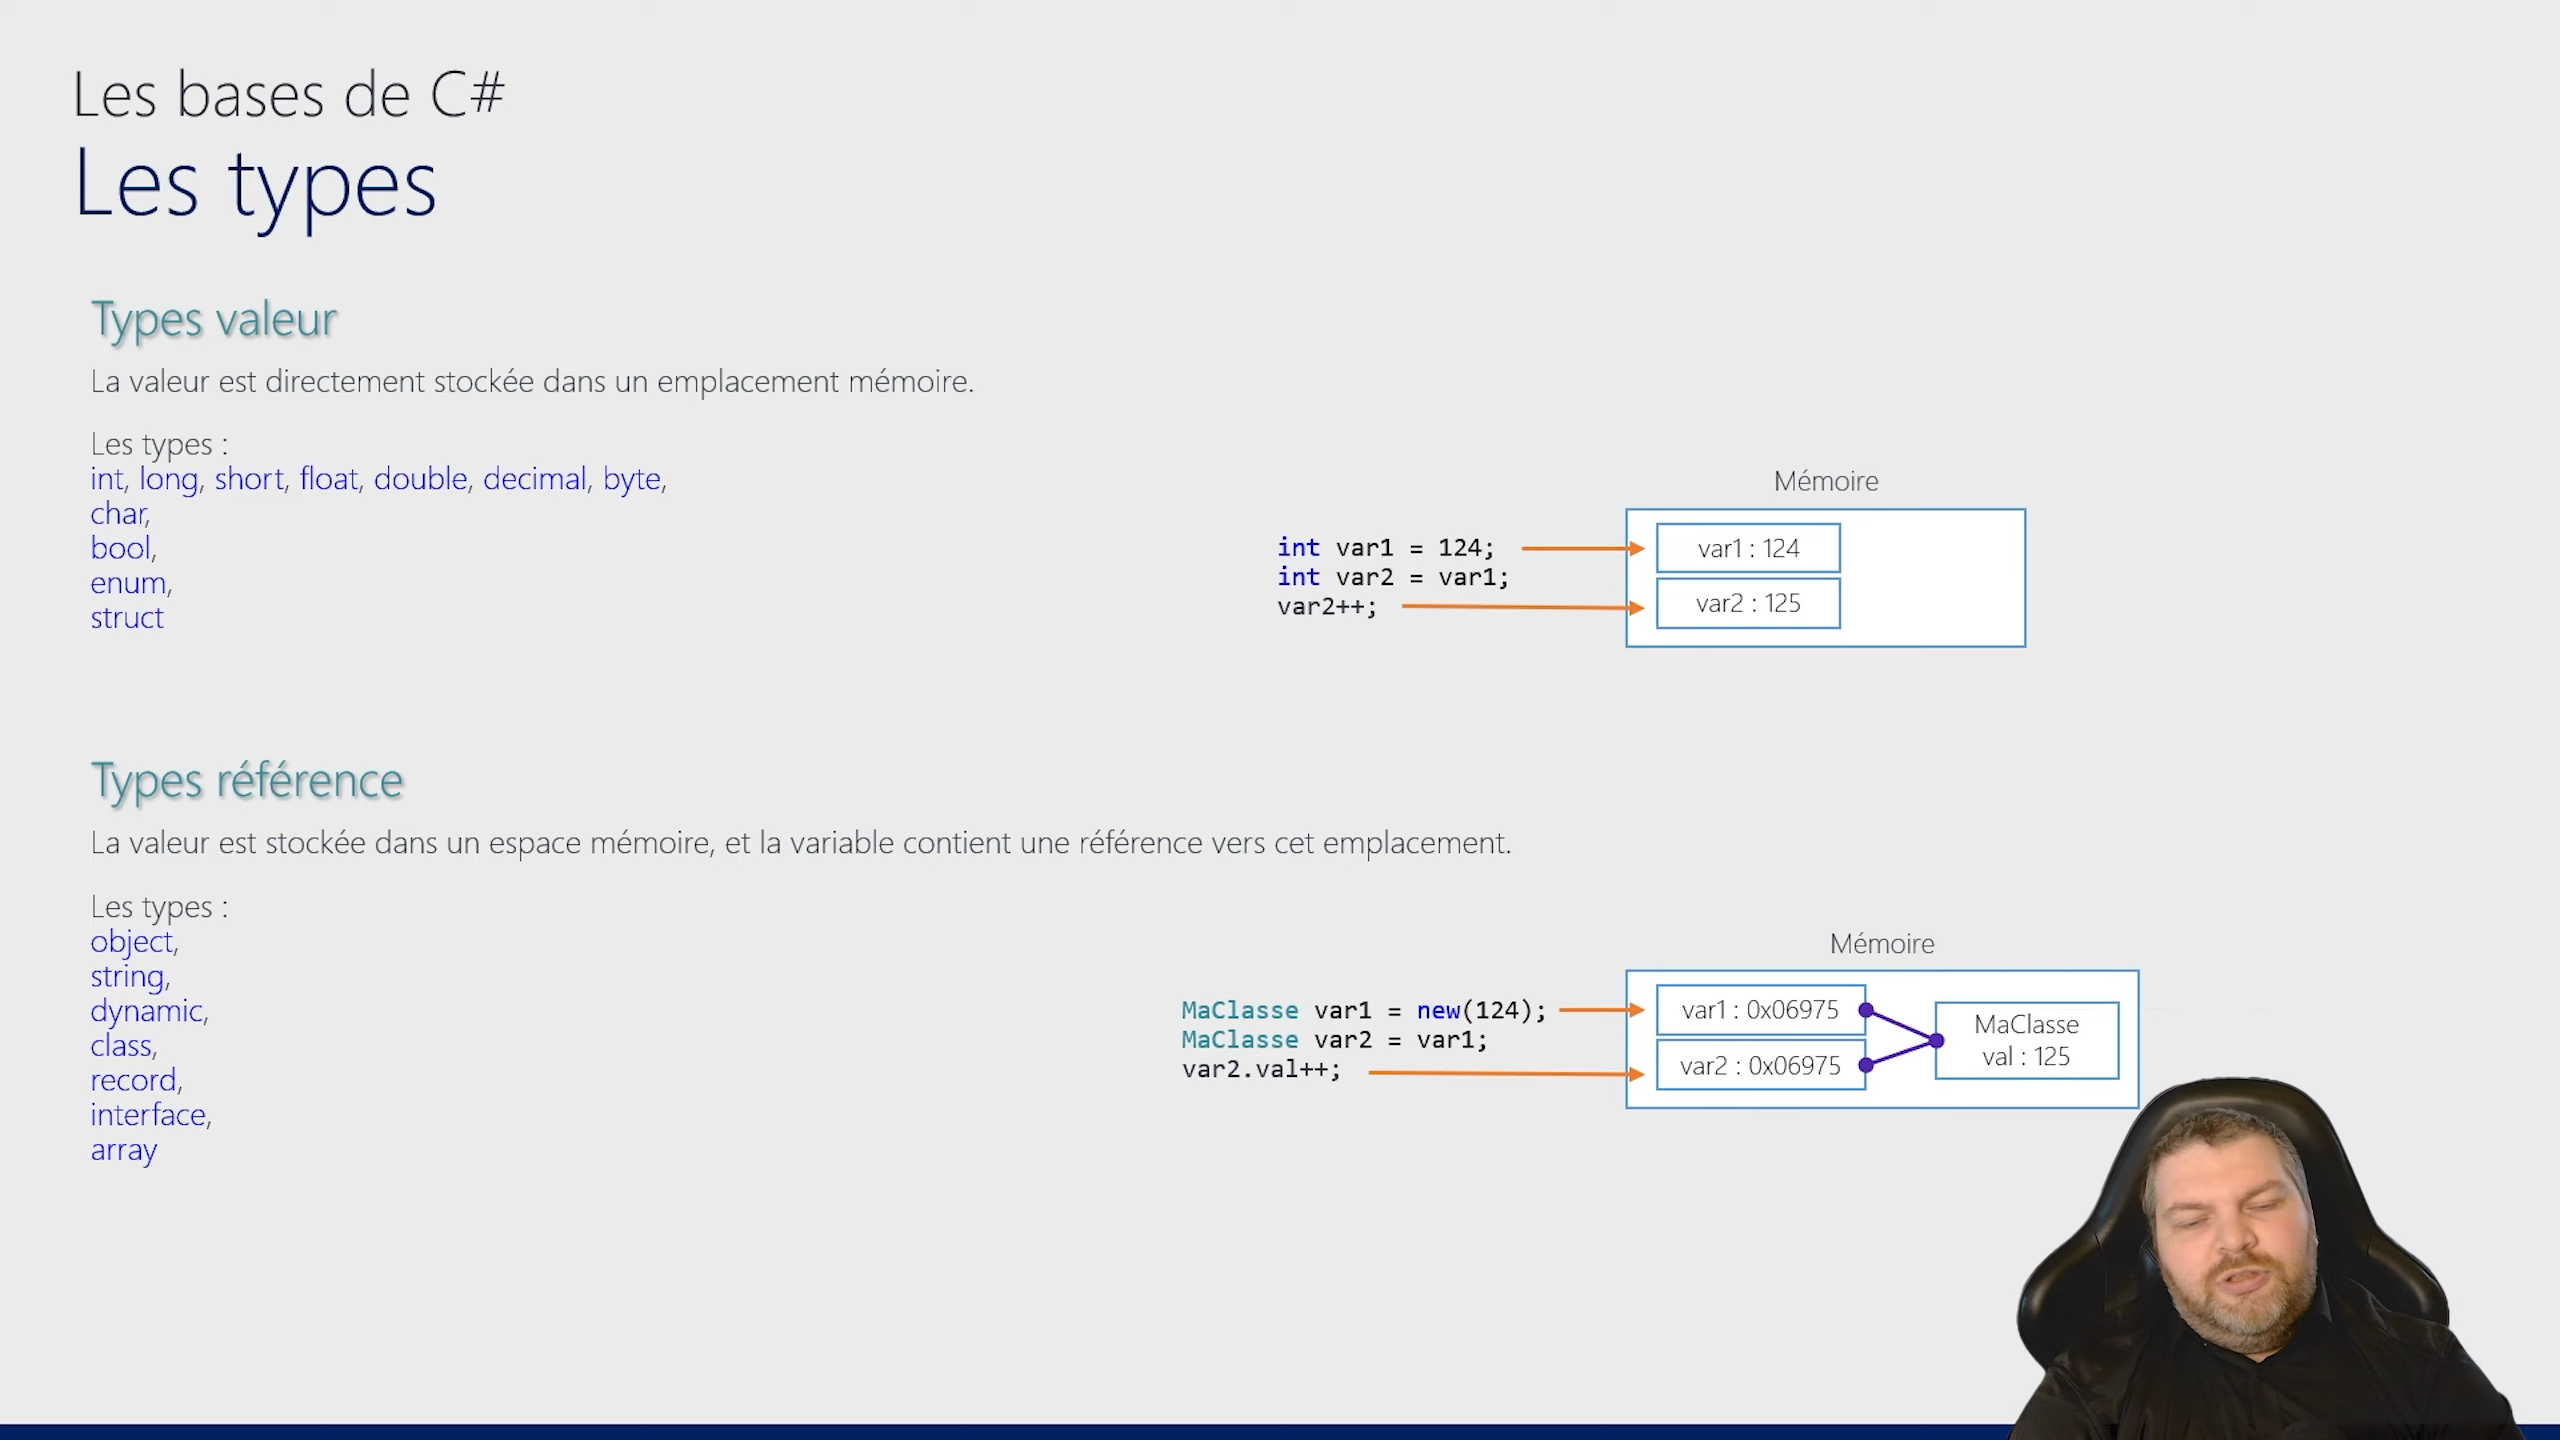 Les bases de C#
Les types
Types valeur
La valeur est directement stockée dans un emplacement mémoire.
Les types :
int, long, short, float, double, decimal, byte,
char,
bool,
enum,
struct
Mémoire
int var1 = 124;
int var2 = var1;
var2++;
var1 : 124
var2 : 125
Types référence
La valeur est stockée dans un espace mémoire, et la variable contient une référence vers cet emplacement.
Les types :
object,
string,
dynamic,
class,
record,
interface,
array
Mémoire
MaClasse var1 = new(124);
MaClasse var2 = var1;
var2.val++;
var1 : 0x06975
var2 : 0x06975
MaClasse
val : 125